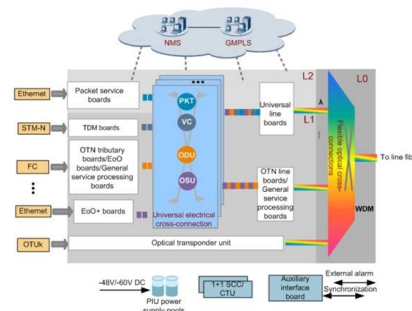 NMS
GMPLS
L2
L0
Ethernet
Packet service
boards
PKT
Universal
line
boards
λ
L1
STM-N
TDM boards
VC
Flexible optical cross-
connections
FC
OTN tributary
boards/EoO
boards/General
service processing
boards
ODU
To line fib
OTN line
boards/
General
service
processing
boards
OSU
Ethernet
EoO+ boards
Universal electrical
cross-connection
WDM
OTUk
Optical transponder unit
-48V/-60V DC
PIU power
supply pools
1+1 SCC/
CTU
Auxiliary
interface
board
External alarm
Synchronization